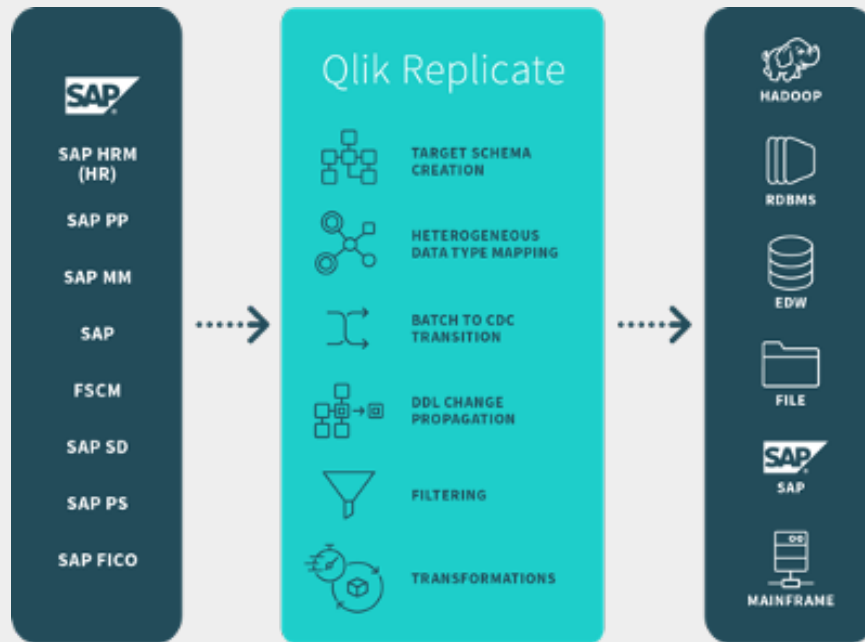 SAP
SAP HRM
(HR)
SAP PP
SAP MM
SAP
FSCM
SAP SD
SAP PS
SAP FICO
Qlik Replicate
TARGET SCHEMA
CREATION
HETEROGENEOUS
DATA TYPE MAPPING
BATCH TO CDC
TRANSITION
DDL CHANGE
PROPAGATION
FILTERING
TRANSFORMATIONS
HADOOP
RDBMS
EDW
FILE
SAP
SAP
MAINFRAME